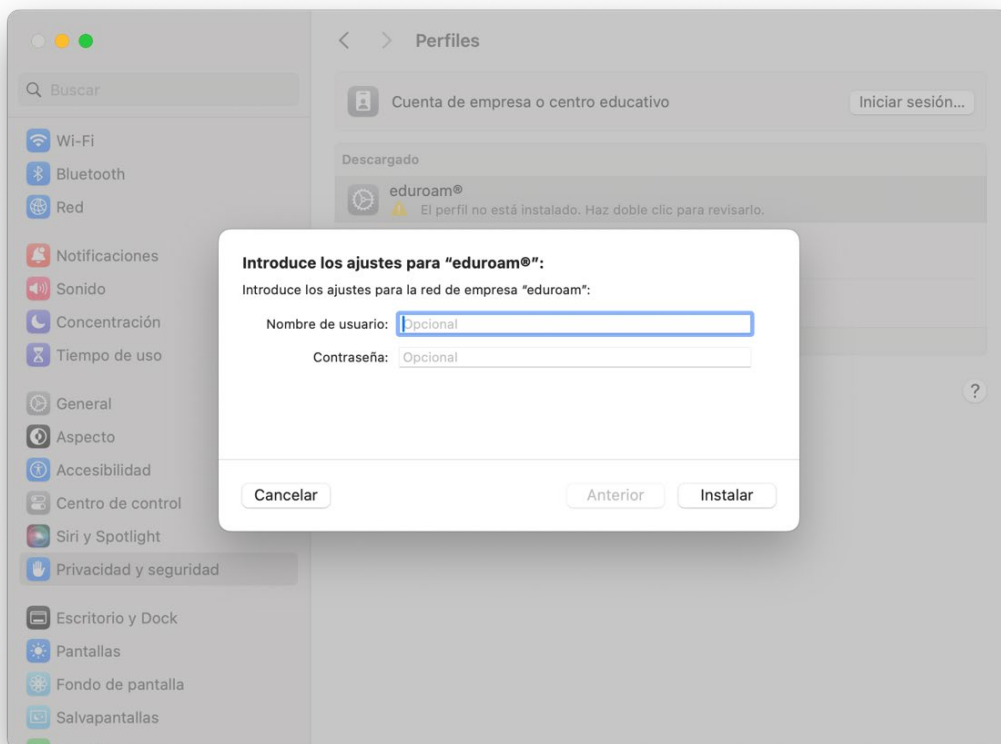 Perfiles
Buscar
Cuenta de empresa o centro educativo
Iniciar sesión...
Wi-Fi
Bluetooth
Red
Notificaciones
Sonido
Concentración
Tiempo de uso
General
Aspecto
Accesibilidad
Centro de control
Siri y Spotlight
Privacidad y seguridad
Escritorio y Dock
Pantallas
Fondo de pantalla
Salvapantallas
Descargado
eduroam®
El perfil no está instalado. Haz doble clic para revisarlo.
Introduce los ajustes para “eduroam®”:
Introduce los ajustes para la red de empresa “eduroam”:
Nombre de usuario: Opcional
Contraseña: Opcional
Cancelar
Anterior
Instalar
?